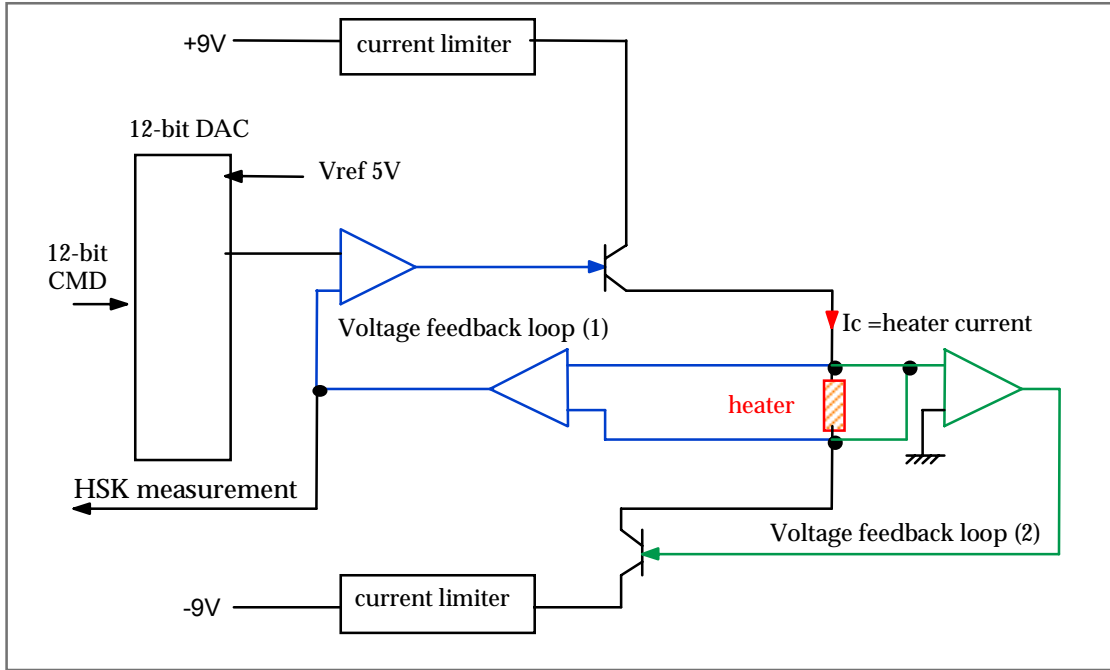 +9V
current limiter
12-bit DAC
Vref 5V
12-bit
CMD
Voltage feedback loop (1)
Ic =heater current
heater
HSK measurement
Voltage feedback loop (2)
-9V
current limiter